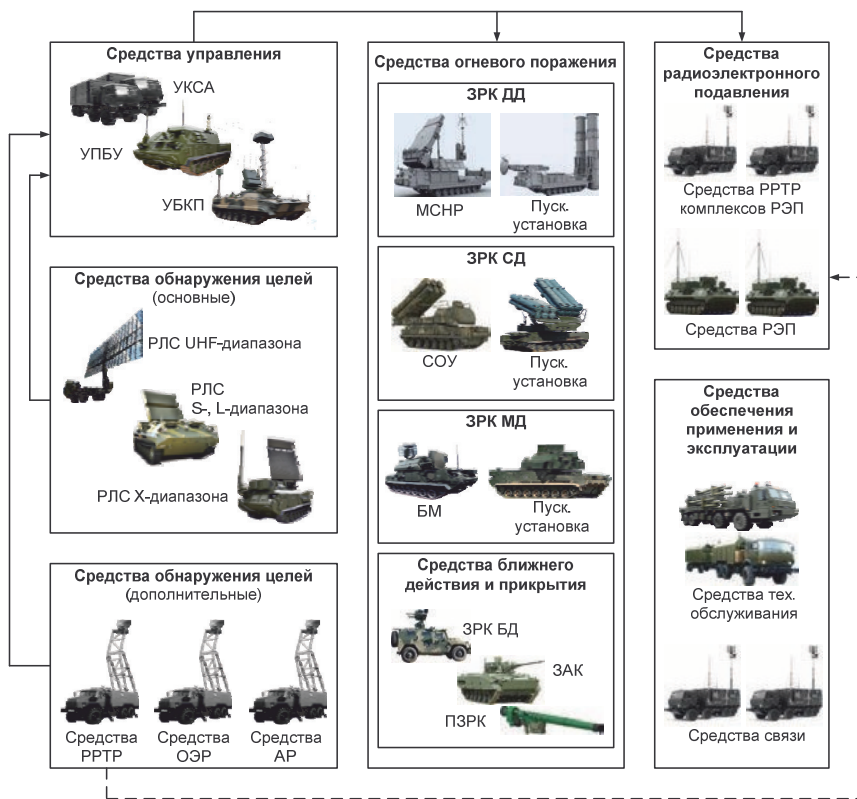 Средства управления
УКСА
УПБУ
УБКП
Средства обнаружения целей
(основные)
РЛС UHF-диапазона
РЛС
S-, L-диапазона
РЛС X-диапазона
Средства обнаружения целей
(дополнительные)
Средства
РРТР
Средства
ОЭР
Средства
АР
Средства огневого поражения
ЗРК ДД
МСНР
Пуск.
установка
ЗРК СД
СОУ
Пуск.
установка
ЗРК МД
БМ
Пуск.
установка
Средства ближнего
действия и прикрытия
ЗРК БД
ЗАК
ПЗРК
Средства
радиоэлектронного
подавления
Средства РРТР
комплексов РЭП
Средства РЭП
Средства
обеспечения
применения и
эксплуатации
Средства тех.
обслуживания
Средства связи